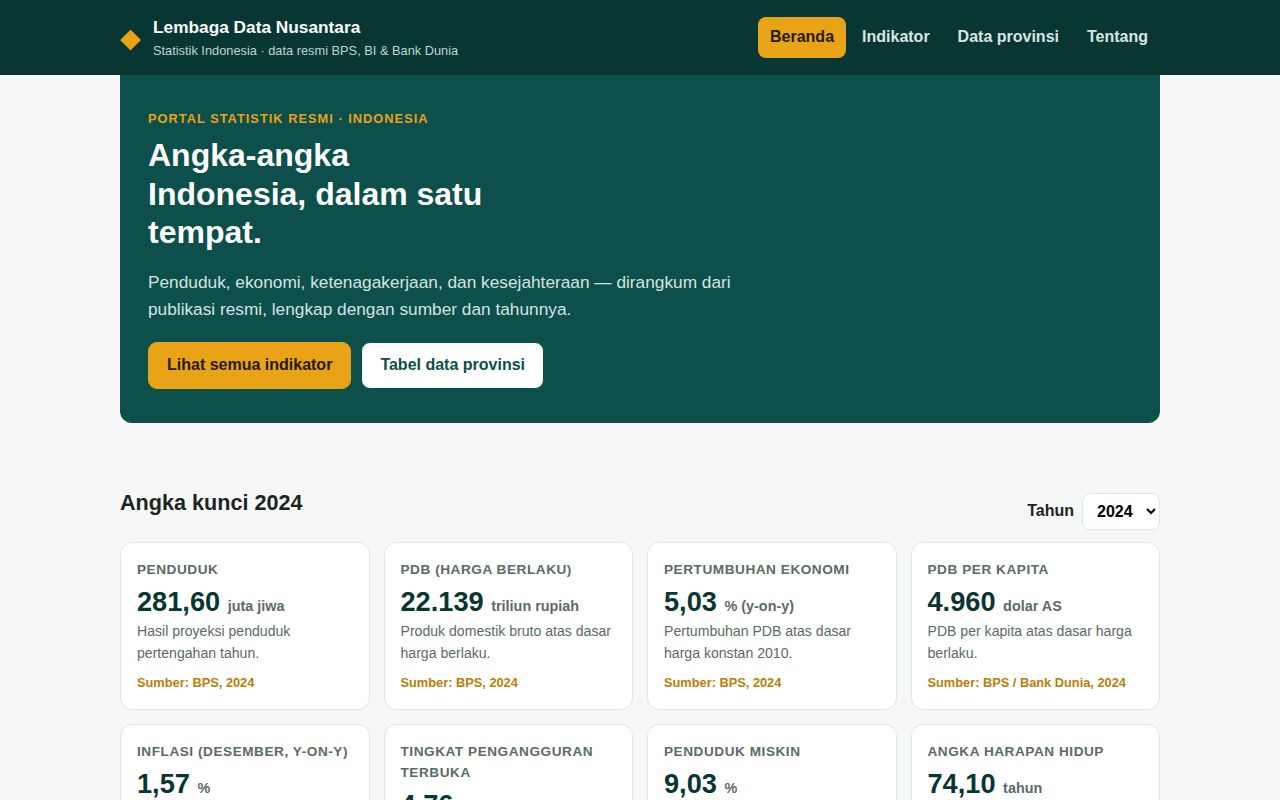 Lembaga Data Nusantara
Statistik Indonesia · data resmi BPS, BI & Bank Dunia
Beranda
Indikator
Data provinsi
Tentang
PORTAL STATISTIK RESMI · INDONESIA
Angka-angka
Indonesia, dalam satu
tempat.
Penduduk, ekonomi, ketenagakerjaan, dan kesejahteraan — dirangkum dari
publikasi resmi, lengkap dengan sumber dan tahunnya.
Lihat semua indikator
Tabel data provinsi
Angka kunci 2024
Tahun
2024
PENDUDUK
281,60 juta jiwa
Hasil proyeksi penduduk
pertengahan tahun.
Sumber: BPS, 2024
PDB (HARGA BERLAKU)
22.139 triliun rupiah
Produk domestik bruto atas dasar
harga berlaku.
Sumber: BPS, 2024
PERTUMBUHAN EKONOMI
5,03 % (y-on-y)
Pertumbuhan PDB atas dasar
harga konstan 2010.
Sumber: BPS, 2024
PDB PER KAPITA
4.960 dolar AS
PDB per kapita atas dasar harga
berlaku.
Sumber: BPS / Bank Dunia, 2024
INFLASI (DESEMBER, Y-ON-Y)
1,57 %
TINGKAT PENGANGGURAN
TERBUKA
PENDUDUK MISKIN
9,03 %
ANGKA HARAPAN HIDUP
74,10 tahun